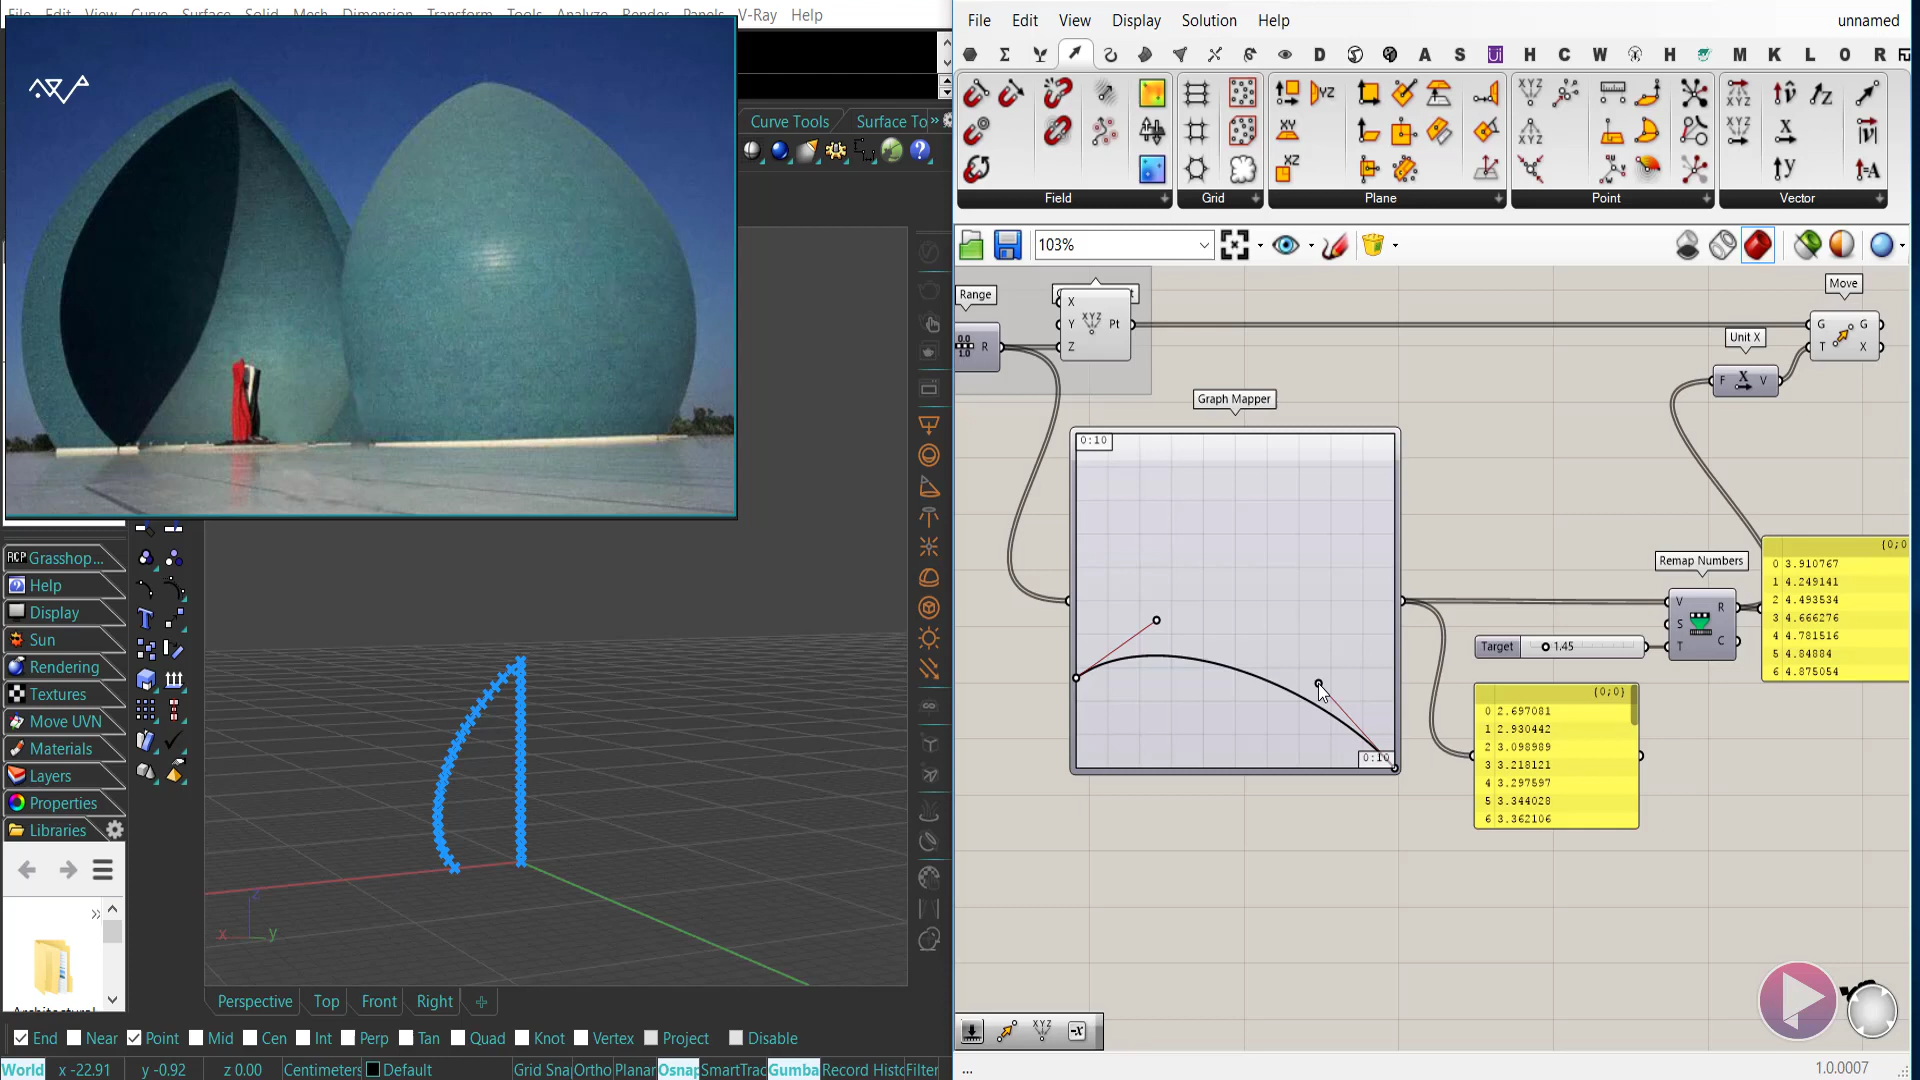 File Edit View Curve Surface Solid Mesh Dimension Transform Tools Analyze Render Panels V-Ray Help
File Edit View Display Solution Help
unnamed
D A S H C W H M K L O R
Curve Tools
Surface To
YZ
XY
XZ
XYZ
Field
Grid
Plane
Point
Vector
103%
Range
R
X
Y
Z
XYZ
Pt
Move
G
T
G
X
Unit X
F
X
V
Graph Mapper
0:10
0:10
Remap Numbers
V
S
T
R
C
Target
1.45
{0;0
0 3.910767
1 4.249141
2 4.493534
3 4.666276
4 4.781516
5 4.84884
6 4.875054
{0;0}
0 2.697081
1 2.930442
2 3.098989
3 3.218121
4 3.297597
5 3.344028
6 3.362106
RCP Grasshop...
Help
Display
Sun
Rendering
Textures
Move UVN
Materials
Layers
Properties
Libraries
z
x
y
Perspective Top Front Right
End Near Point Mid Cen Int Perp Tan Quad Knot Vertex Project Disable
World x -22.91 y -0.92 z 0.00 Centimeters Default Grid Sna Ortho Planar Osnap SmartTrac Gumba Record Histo Filter
...
1.0.0007